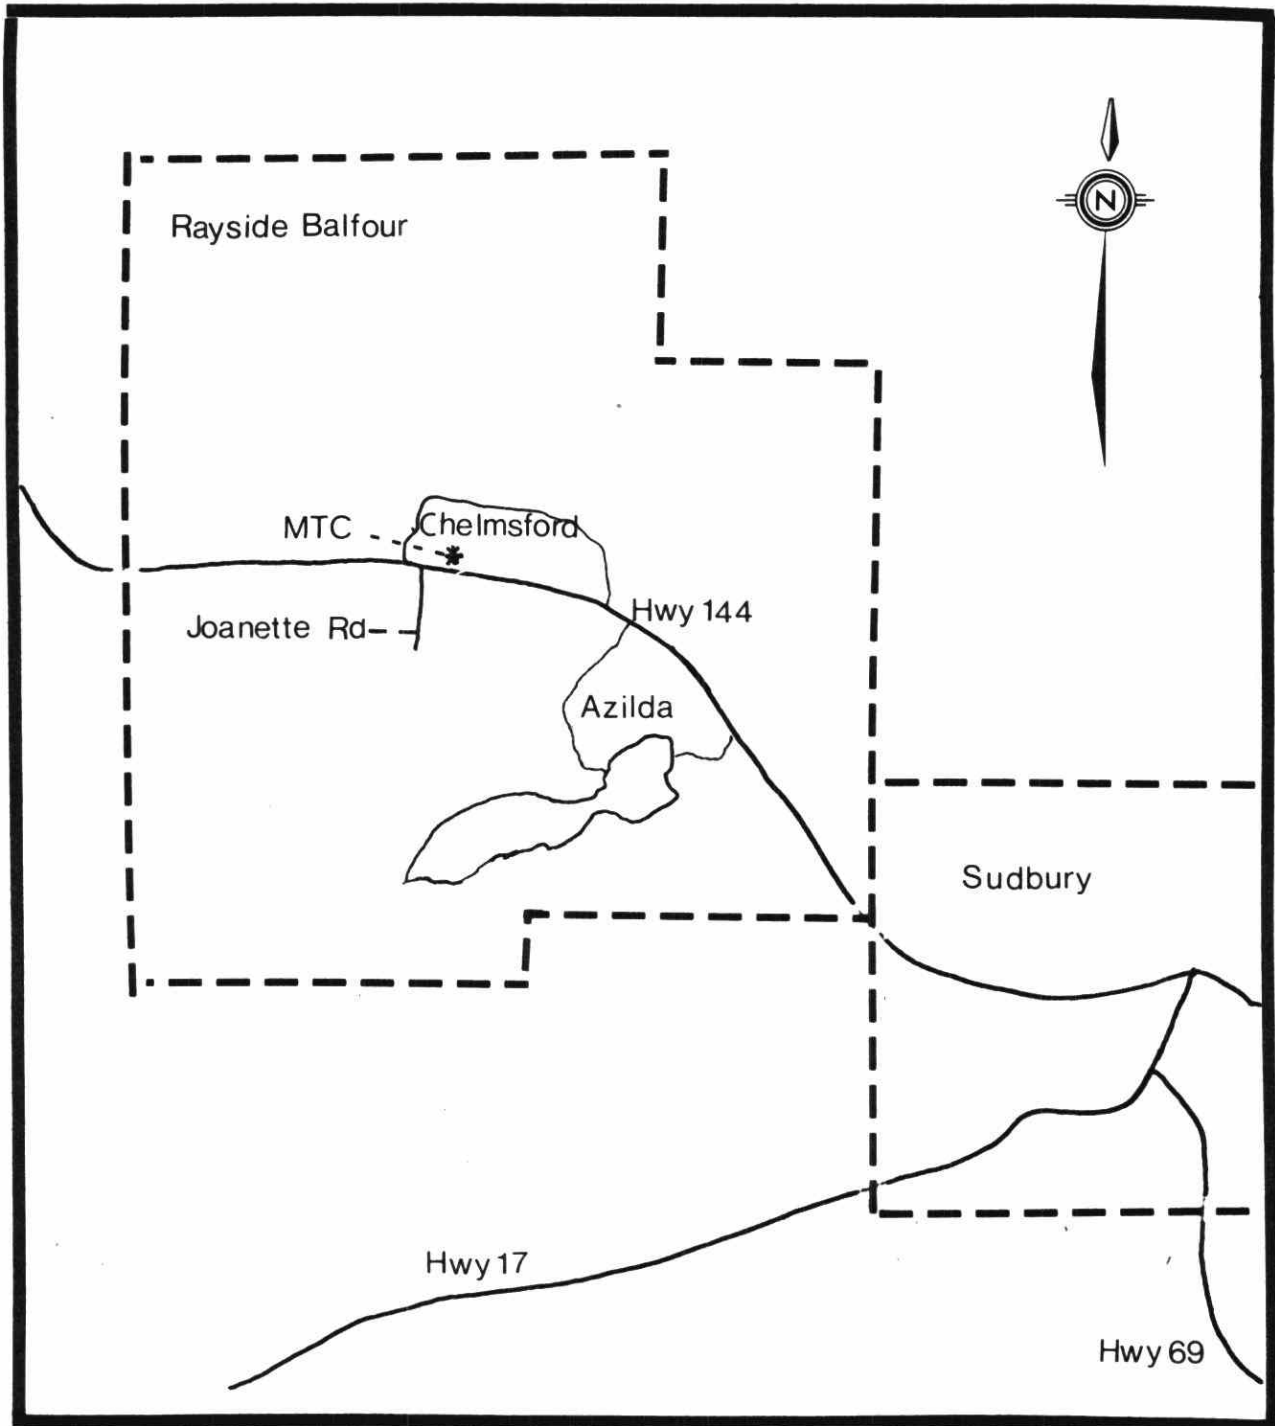 N
Rayside Balfour
MTC
Chelmsford
Hwy 144
Joanette Rd
Azilda
Sudbury
Hwy 17
Hwy 69